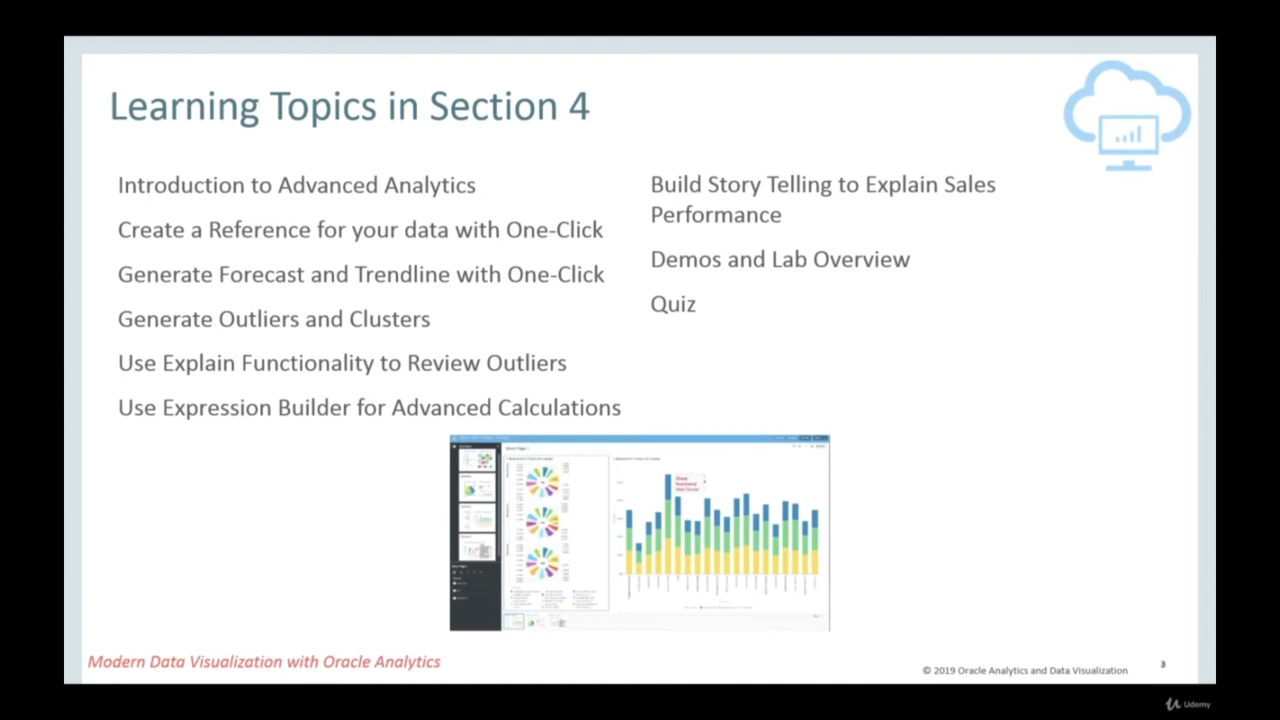 Learning Topics in Section 4
Introduction to Advanced Analytics
Create a Reference for your data with One-Click
Generate Forecast and Trendline with One-Click
Generate Outliers and Clusters
Use Explain Functionality to Review Outliers
Use Expression Builder for Advanced Calculations
Build Story Telling to Explain Sales
Performance
Demos and Lab Overview
Quiz
Modern Data Visualization with Oracle Analytics
© 2019 Oracle Analytics and Data Visualization
3
Udemy